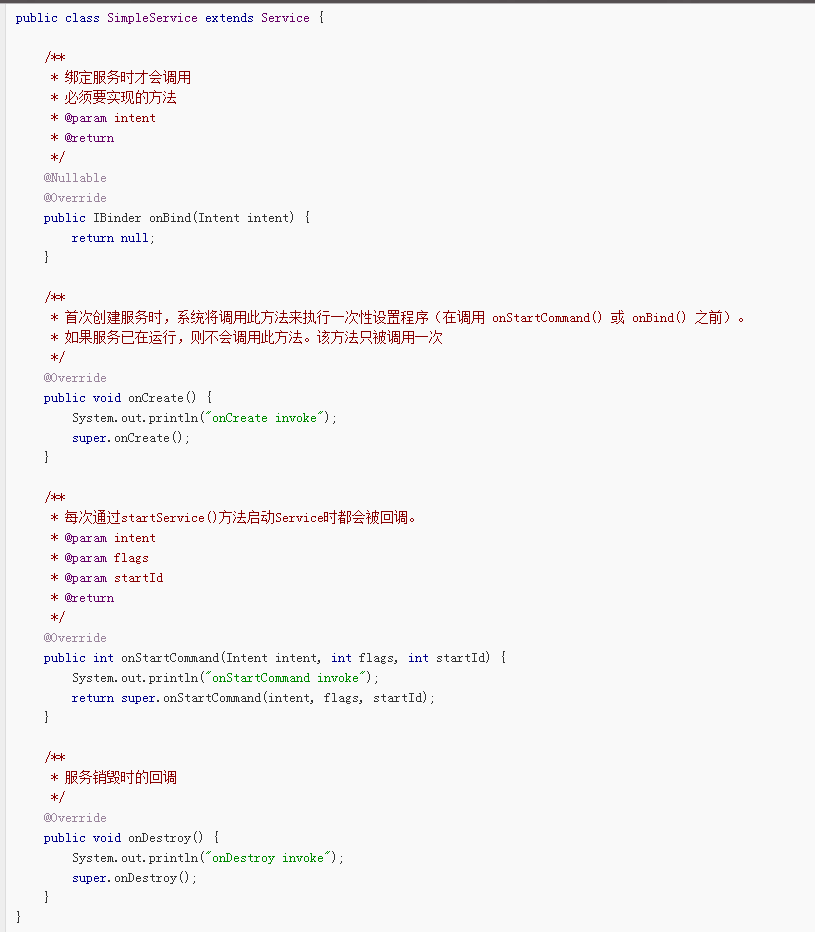 public class SimpleService extends Service {
/**
* 绑定服务时才会调用
* 必须要实现的方法
* @param intent
* @return
*/
@Nullable
@Override
public IBinder onBind(Intent intent) {
return null;
}
/**
* 首次创建服务时，系统将调用此方法来执行一次性设置程序（在调用 onStartCommand() 或 onBind() 之前）。
* 如果服务已在运行，则不会调用此方法。该方法只被调用一次
*/
@Override
public void onCreate() {
System.out.println("onCreate invoke");
super.onCreate();
}
/**
* 每次通过startService()方法启动Service时都会被回调。
* @param intent
* @param flags
* @param startId
* @return
*/
@Override
public int onStartCommand(Intent intent, int flags, int startId) {
System.out.println("onStartCommand invoke");
return super.onStartCommand(intent, flags, startId);
}
/**
* 服务销毁时的回调
*/
@Override
public void onDestroy() {
System.out.println("onDestroy invoke");
super.onDestroy();
}
}